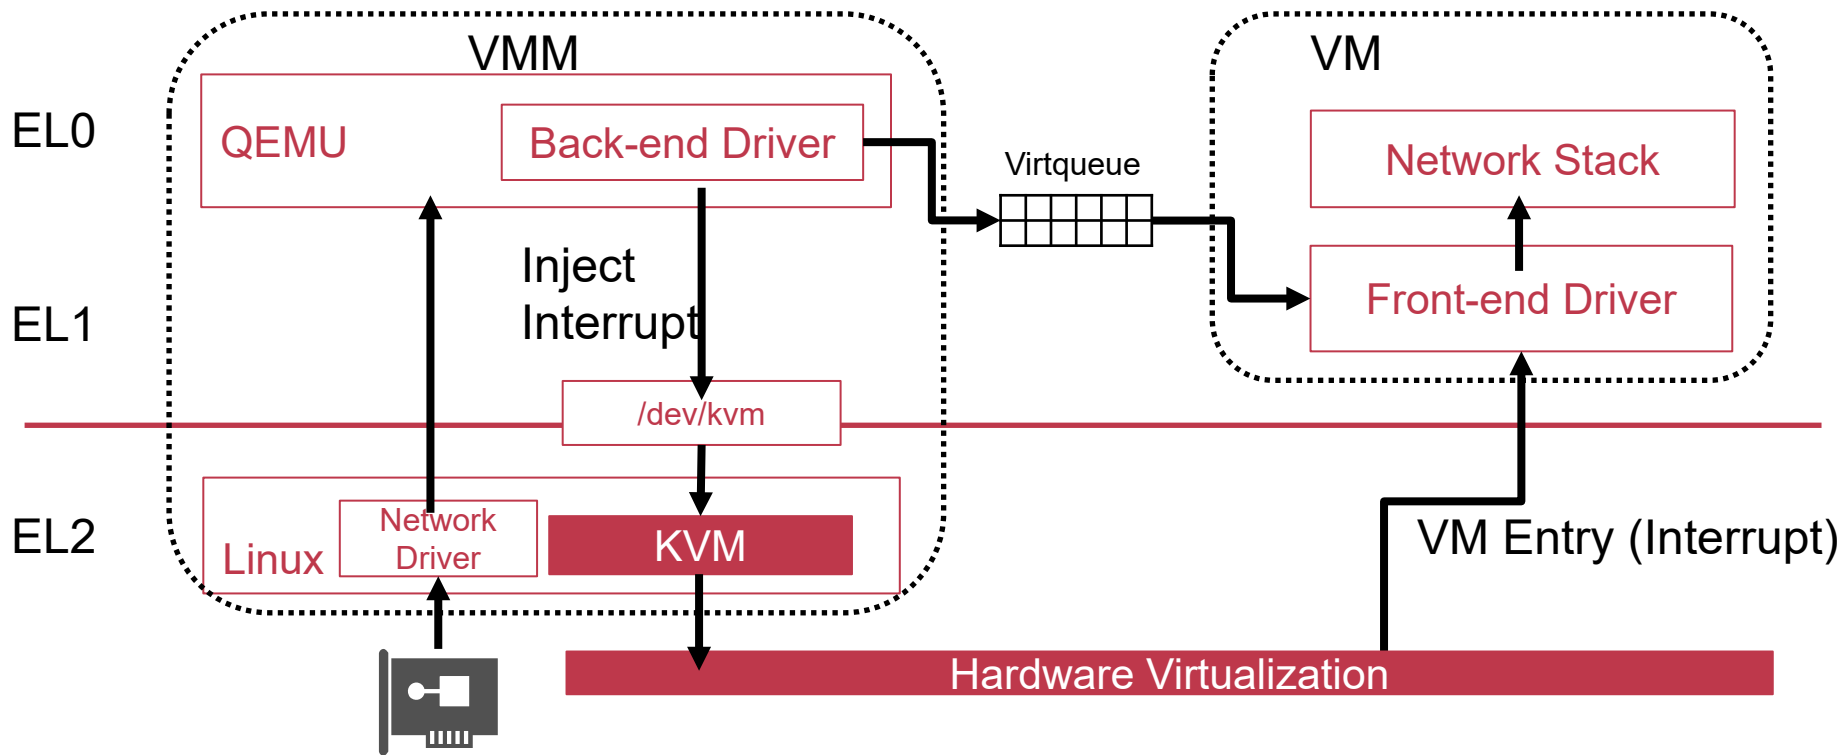 VMM
VM
EL0
QEMU
Back-end Driver
Virtqueue
Network Stack
Inject
Interrupt
EL1
Front-end Driver
/dev/kvm
EL2
Linux
Network
Driver
KVM
VM Entry (Interrupt)
Hardware Virtualization